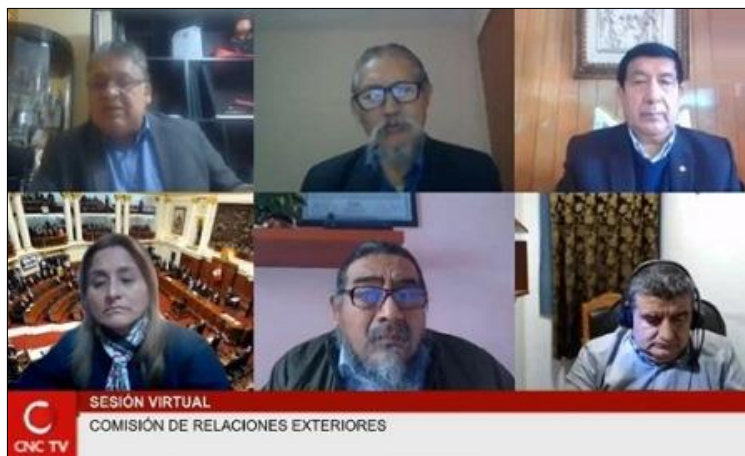 SESIÓN VIRTUAL
COMISIÓN DE RELACIONES EXTERIORES
CNC TV